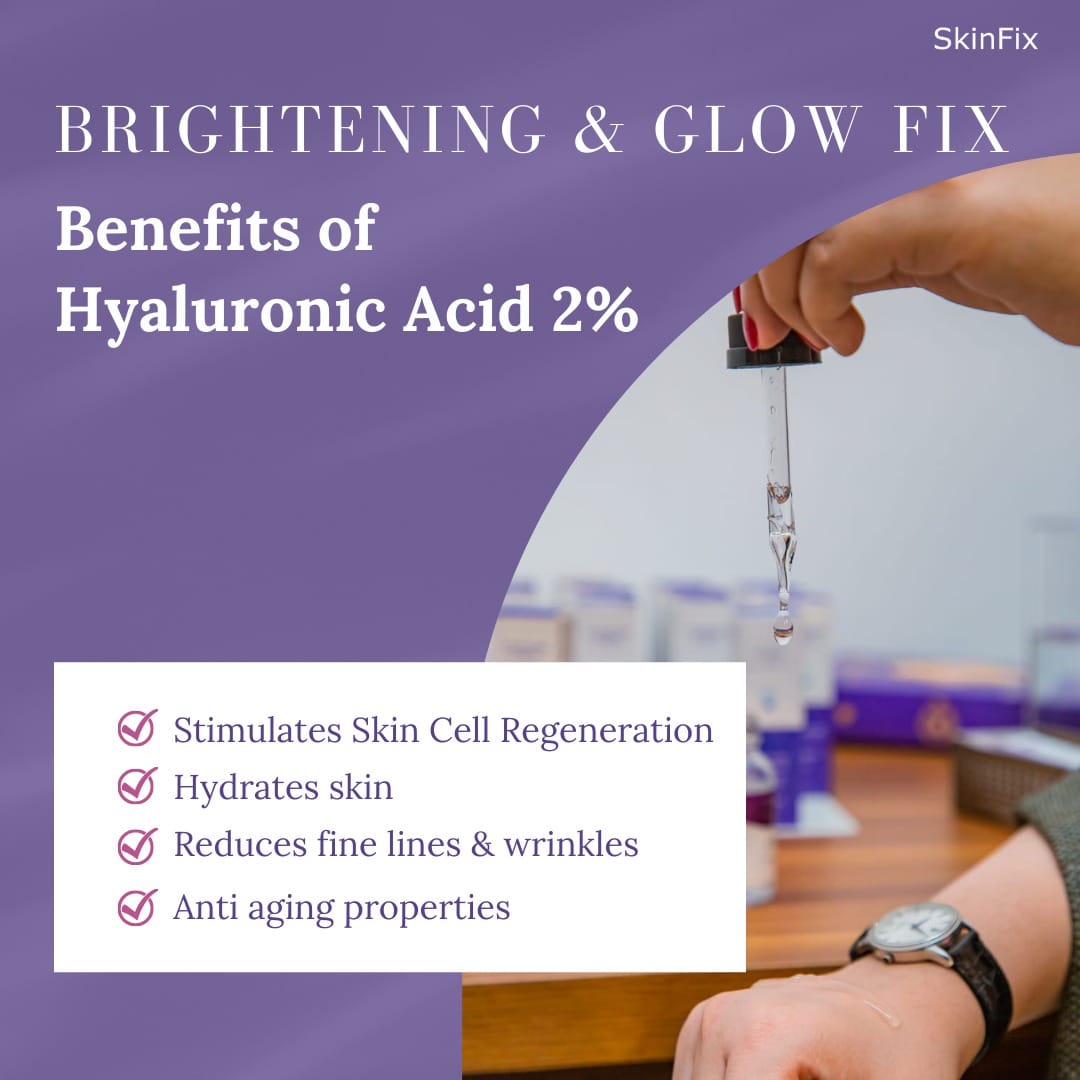 SkinFix
BRIGHTENING & GLOW FIX
Benefits of
Hyaluronic Acid 2%
Stimulates Skin Cell Regeneration
Hydrates skin
Reduces fine lines & wrinkles
Anti aging properties